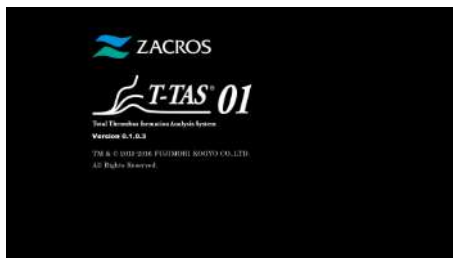 ZACROS
T-TAS® 01
Total Thrombus formation Analysis System
Version 0.1.0.3
TM & © 2013-2016 FUJIMORI KOGYO CO.,LTD.
All Rights Reserved.